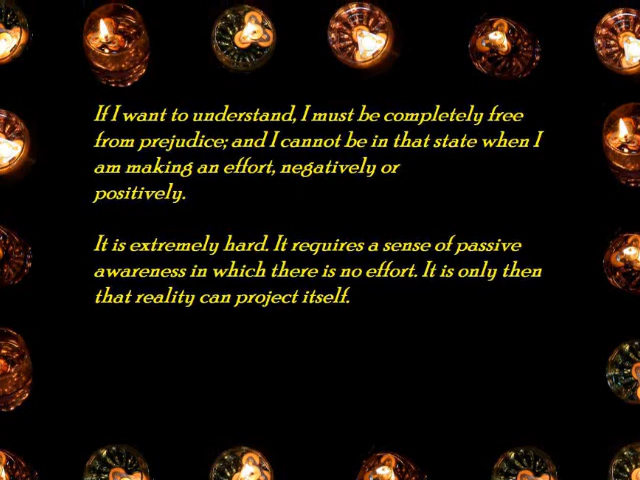 If I want to understand, I must be completely free
from prejudice; and I cannot be in that state when I
am making an effort, negatively or
positively.
It is extremely hard. It requires a sense of passive
awareness in which there is no effort. It is only then
that reality can project itself.